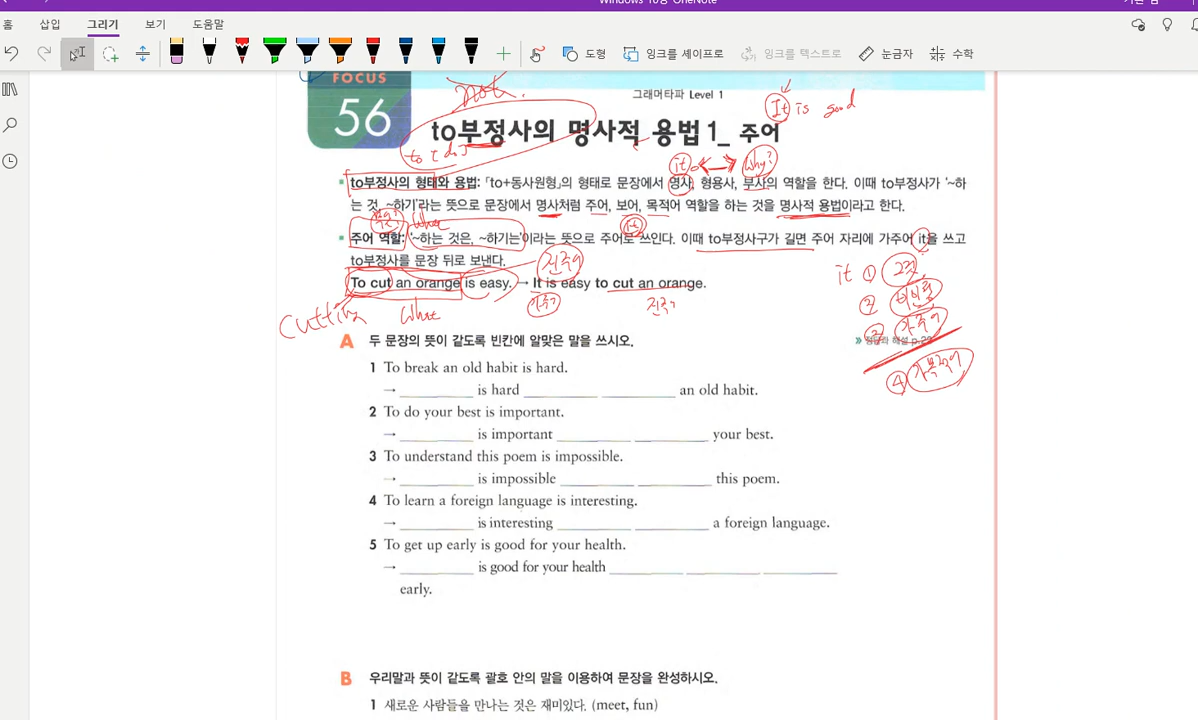 Windows 10용 OneNote
홈 삽입 그리기 보기 도움말
도형 잉크를 셰이프로 잉크를 텍스트로 눈금자 수학
FOCUS
56
not.
그래머타파 Level 1
It is good
to부정사의 명사적 용법1_ 주어
to (do)
it Why?
to부정사의 형태와 용법: 「to+동사원형」의 형태로 문장에서 명사, 형용사, 부사의 역할을 한다. 이때 to부정사가 '~하
는 것, ~하기'라는 뜻으로 문장에서 명사처럼 주어, 보어, 목적어 역할을 하는 것을 명사적 용법이라고 한다.
What
주어 역할: '~하는 것은, ~하기는'이라는 뜻으로 주어로 쓰인다. 이때 to부정사구가 길면 주어 자리에 가주어 it을 쓰고
to부정사를 문장 뒤로 보낸다.
진주어
To cut an orange is easy. → It is easy to cut an orange.
Cutting What 가주어 진주어
it ① 그것
② 비인칭
③ 가주어
④ 가목적어
A 두 문장의 뜻이 같도록 빈칸에 알맞은 말을 쓰시오.
1 To break an old habit is hard.
→ ________ is hard ________ ________ an old habit.
2 To do your best is important.
→ ________ is important ________ ________ your best.
3 To understand this poem is impossible.
→ ________ is impossible ________ ________ this poem.
4 To learn a foreign language is interesting.
→ ________ is interesting ________ ________ a foreign language.
5 To get up early is good for your health.
→ ________ is good for your health ________ ________ ________
early.
B 우리말과 뜻이 같도록 괄호 안의 말을 이용하여 문장을 완성하시오.
1 새로운 사람들을 만나는 것은 재미있다. (meet, fun)